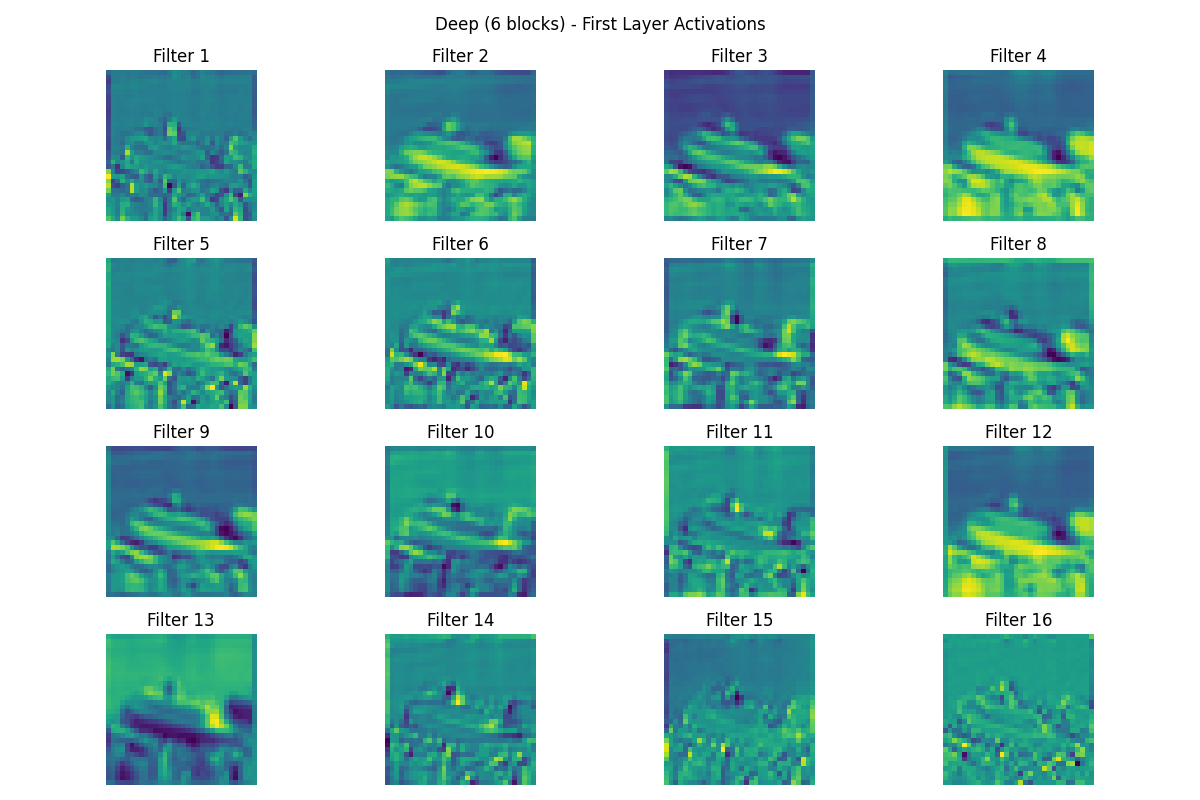 Deep (6 blocks) - First Layer Activations
Filter 1 Filter 2 Filter 3 Filter 4
Filter 5 Filter 6 Filter 7 Filter 8
Filter 9 Filter 10 Filter 11 Filter 12
Filter 13 Filter 14 Filter 15 Filter 16